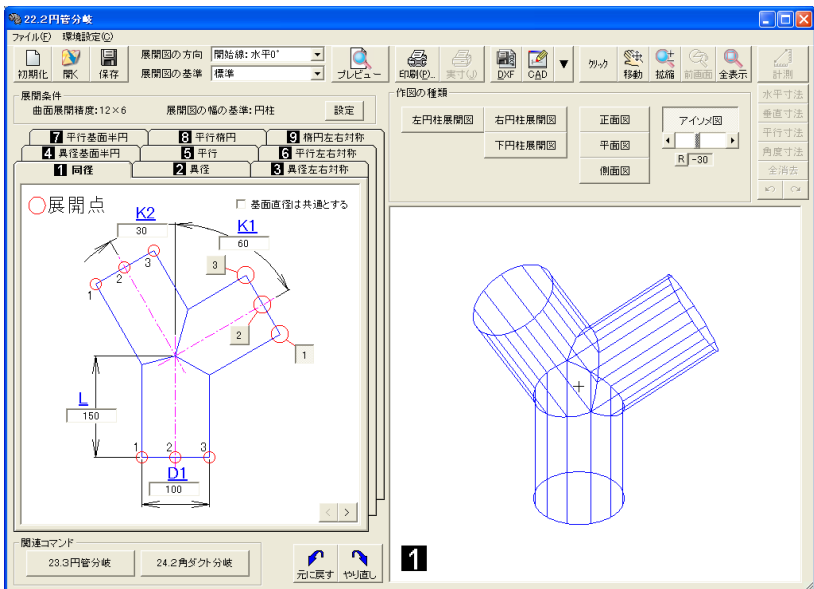 22.2円管分岐
ファイル(F) 環境設定(O)
初期化 開く 保存
展開図の方向 開始線:水平0°
展開図の基準 標準
プレビュー
印刷(P)... 実寸(J) DXF CAD ▼ クリック 移動 拡縮 前画面 全表示 計測
展開条件
曲面展開精度:12×6 展開図の幅の基準:円柱 設定
7 平行基面半円 8 平行楕円 9 楕円左右対称
4 異径基面半円 5 平行 6 平行左右対称
1 同径 2 異径 3 異径左右対称
○展開点
基面直径は共通とする
K2
30
K1
60
3
2
1
1 2 3
L
150
1 2 3
D1
100
< >
関連コマンド
23.3円管分岐 24.2角ダクト分岐
元に戻す やり直し
作図の種類
左円柱展開図 右円柱展開図 正面図 アイソメ図
下円柱展開図 平面図
R -30
側面図
水平寸法
垂直寸法
平行寸法
角度寸法
全消去
1